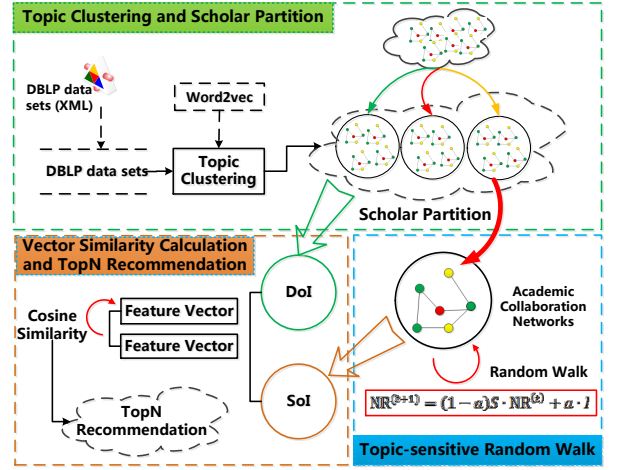 Topic Clustering and Scholar Partition
DBLP data
sets (XML)
Word2vec
DBLP data sets
Topic
Clustering
Scholar Partition
Vector Similarity Calculation
and TopN Recommendation
DoI
Cosine
Similarity
Feature Vector
Feature Vector
SoI
TopN
Recommendation
Academic
Collaboration
Networks
Random Walk
NR^(z+1) = (1−a)S · NR^(z) + a · l
Topic-sensitive Random Walk